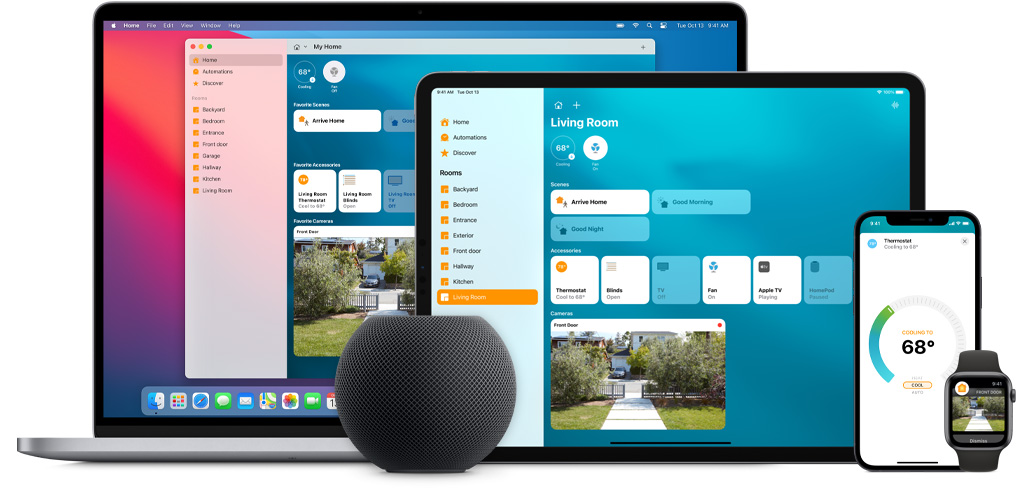 Home File Edit View Window Help
Tue Oct 13 9:41 AM
My Home
Home
Automations
Discover
Rooms
Backyard
Bedroom
Entrance
Front door
Garage
Hallway
Kitchen
Living Room
68°
Cooling
Fan
Off
Favorite Scenes
Arrive Home
Favorite Accessories
Living Room
Thermostat
Cool to 68°
Living Room
Blinds
Open
Living Room
TV
Off
Favorite Cameras
Front Door
9:41 AM Tue Oct 13
100%
Home
Automations
Discover
Rooms
Backyard
Bedroom
Entrance
Exterior
Front door
Hallway
Kitchen
Living Room
Living Room
68°
Cooling
Fan
On
Scenes
Arrive Home
Good Morning
Good Night
Accessories
Thermostat
Cool to 68°
Blinds
Open
TV
Off
Fan
On
Apple TV
Playing
HomePod
Paused
Cameras
Front Door
9:41
Thermostat
Cooling to 68°
COOLING TO
68°
HEAT
COOL
AUTO
9:41
FRONT DOOR
Dismiss